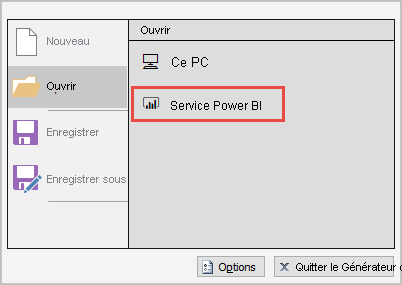 Nouveau
Ouvrir
Enregistrer
Enregistrer sous
Ouvrir
Ce PC
Service Power BI
Options
Quitter le Générateur